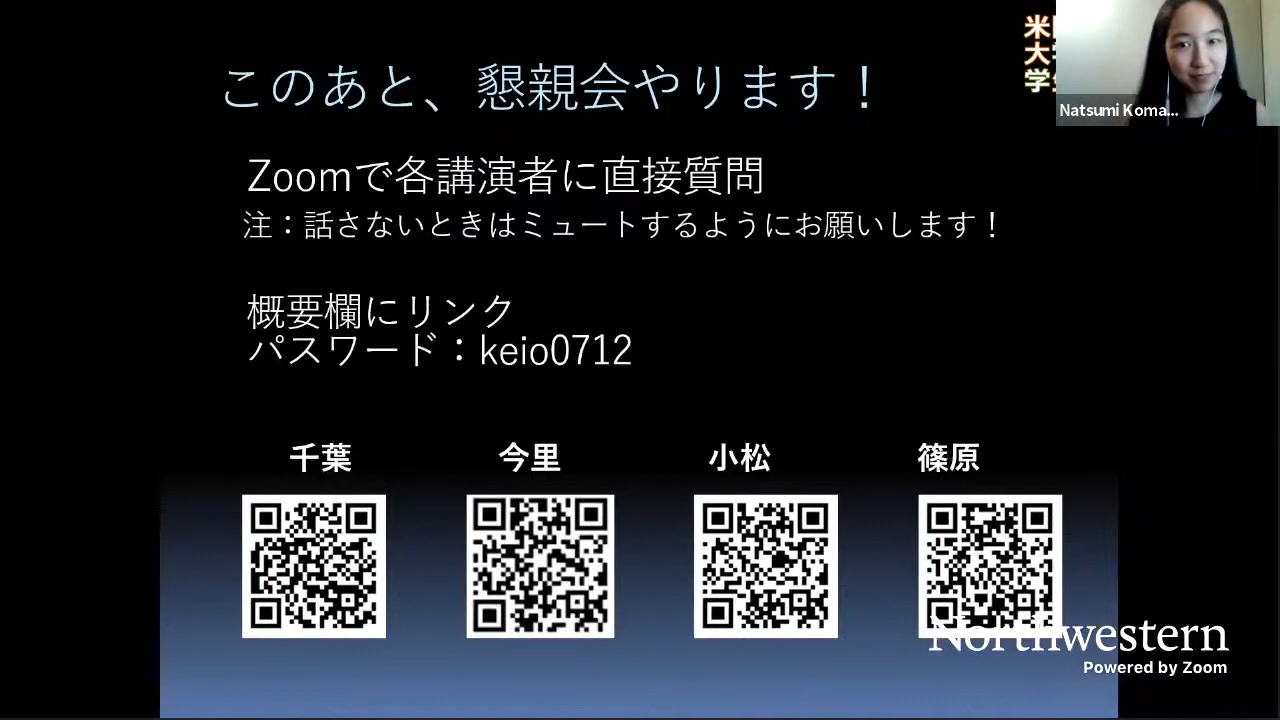 このあと、懇親会やります！
Zoomで各講演者に直接質問
注：話さないときはミュートするようにお願いします！
概要欄にリンク
パスワード：keio0712
千葉
今里
小松
篠原
米
大
学
Natsumi Koma...
Northwestern
Powered by Zoom